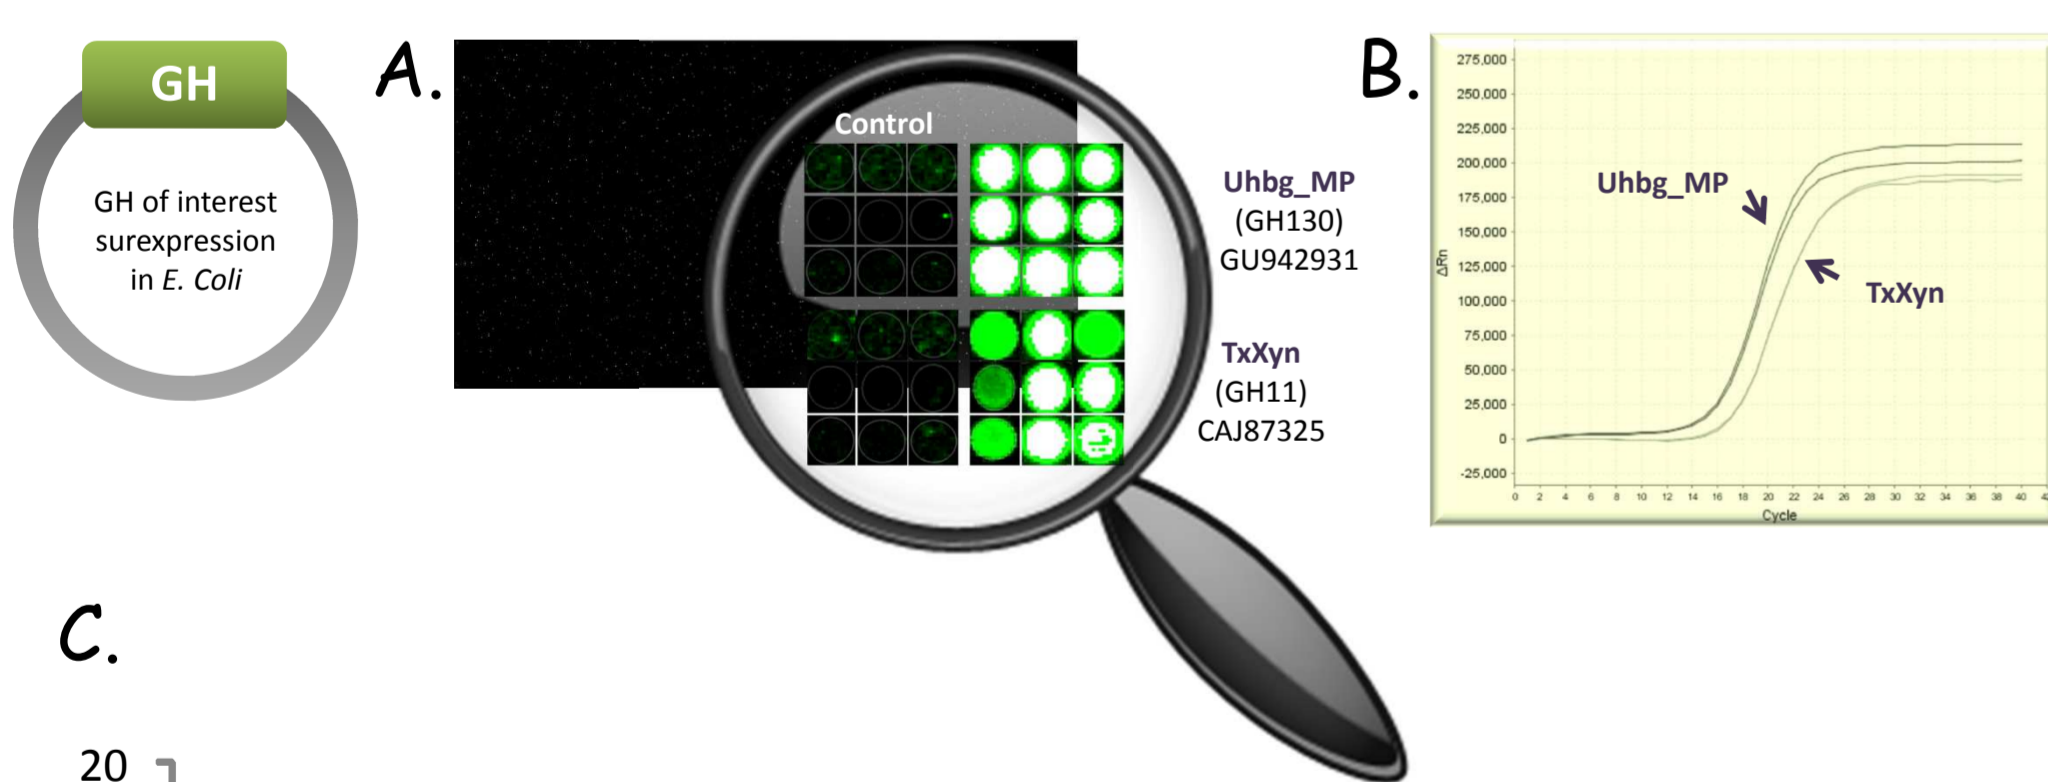 GH
GH of interest
surexpression
in E. Coli
A.
Control
Uhbg_MP
(GH130)
GU942931
TxXyn
(GH11)
CAJ87325
B.
275,000
250,000
225,000
200,000
175,000
150,000
125,000
100,000
75,000
50,000
25,000
0
-25,000
ΔRn
Uhbg_MP
TxXyn
0 2 4 6 8 10 12 14 16 18 20 22 24 26 28 30 32 34 36 38 40
Cycle
C.
20